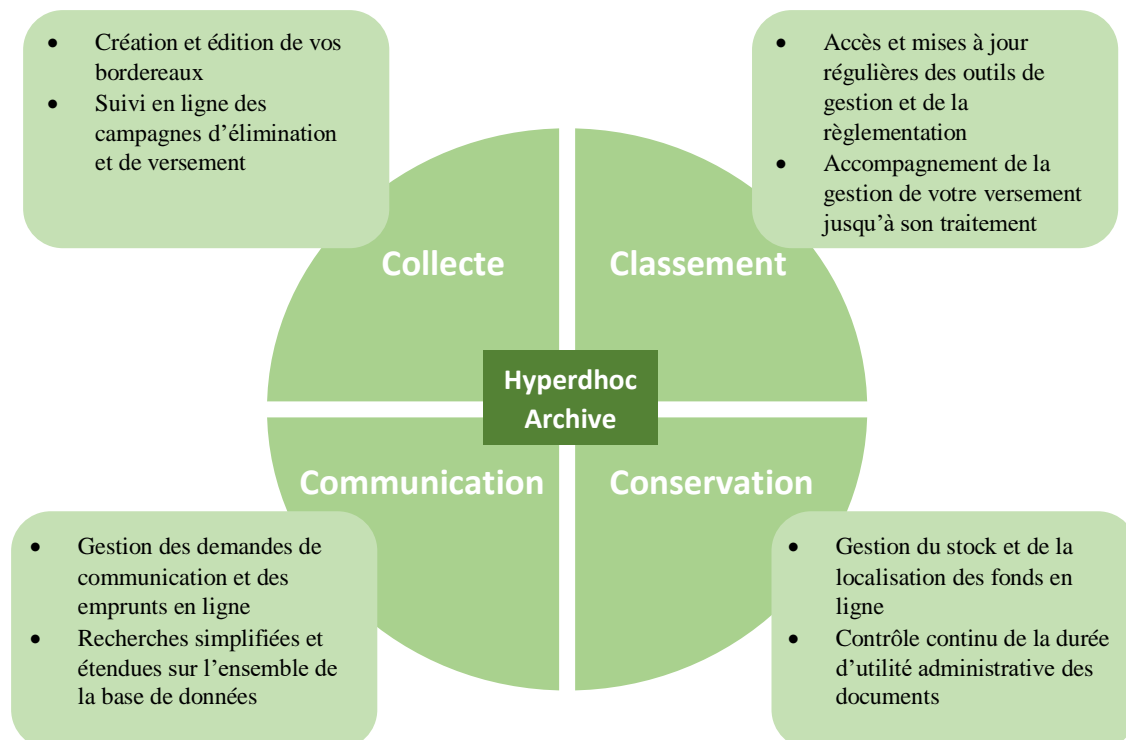 • Création et édition de vos
bordereaux
• Suivi en ligne des
campagnes d’élimination
et de versement
• Accès et mises à jour
régulières des outils de
gestion et de la
règlementation
• Accompagnement de la
gestion de votre versement
jusqu’à son traitement
Collecte
Classement
Hyperdhoc
Archive
Communication
Conservation
• Gestion des demandes de
communication et des
emprunts en ligne
• Recherches simplifiées et
étendues sur l’ensemble de
la base de données
• Gestion du stock et de la
localisation des fonds en
ligne
• Contrôle continu de la durée
d’utilité administrative des
documents